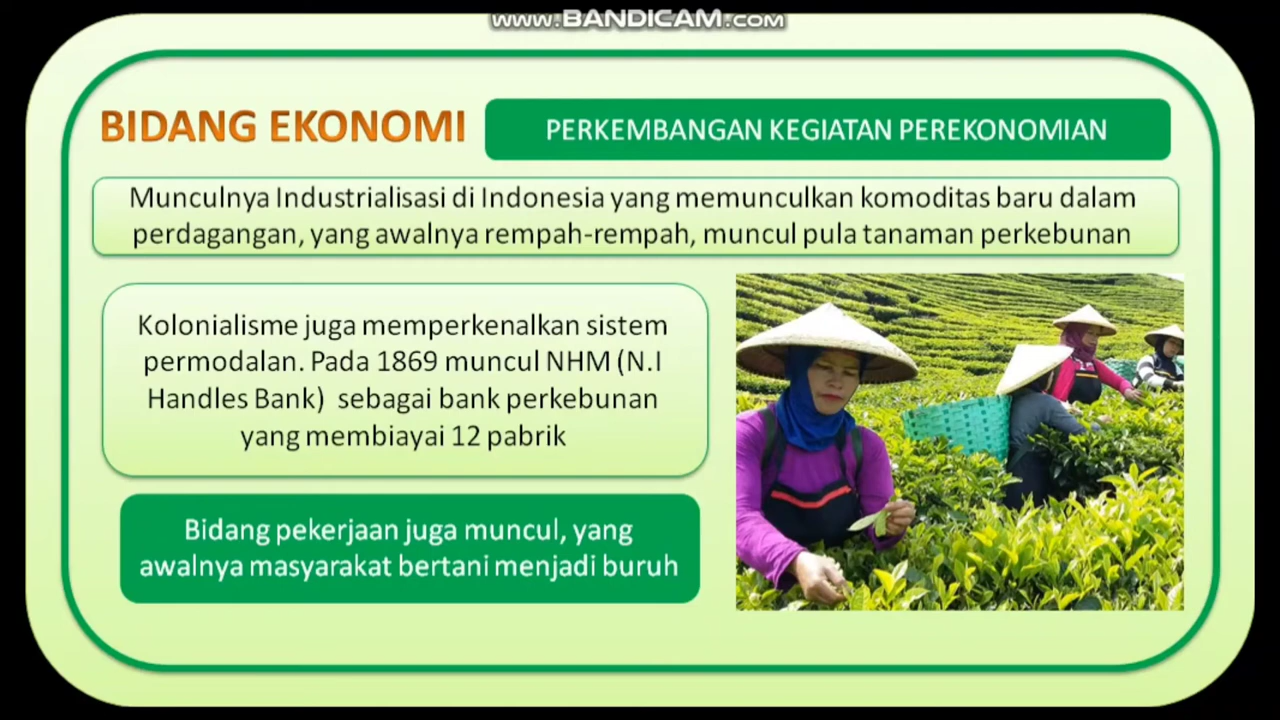 www.BANDICAM.com
BIDANG EKONOMI
PERKEMBANGAN KEGIATAN PEREKONOMIAN
Munculnya Industrialisasi di Indonesia yang memunculkan komoditas baru dalam
perdagangan, yang awalnya rempah-rempah, muncul pula tanaman perkebunan
Kolonialisme juga memperkenalkan sistem
permodalan. Pada 1869 muncul NHM (N.I
Handles Bank) sebagai bank perkebunan
yang membiayai 12 pabrik
Bidang pekerjaan juga muncul, yang
awalnya masyarakat bertani menjadi buruh